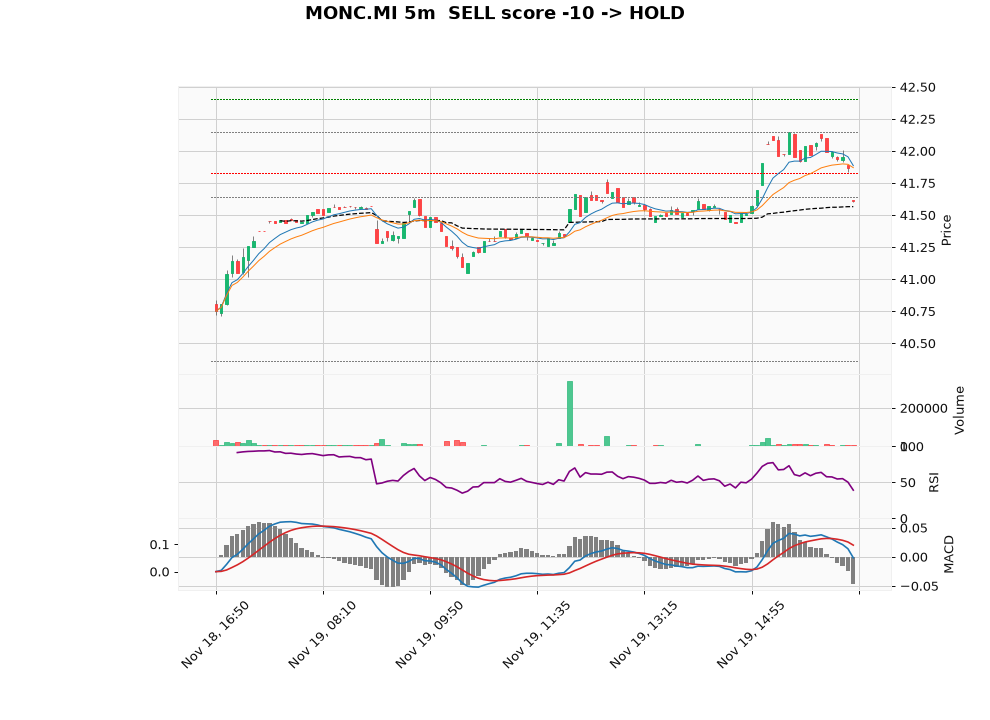 MONC.MI 5m  SELL score -10 -> HOLD
42.50
42.25
42.00
41.75
41.50
41.25
41.00
40.75
40.50
Price
200000
0
Volume
100
50
0
RSI
0.1
0.0
0.05
0.00
−0.05
MACD
Nov 18, 16:50
Nov 19, 08:10
Nov 19, 09:50
Nov 19, 11:35
Nov 19, 13:15
Nov 19, 14:55